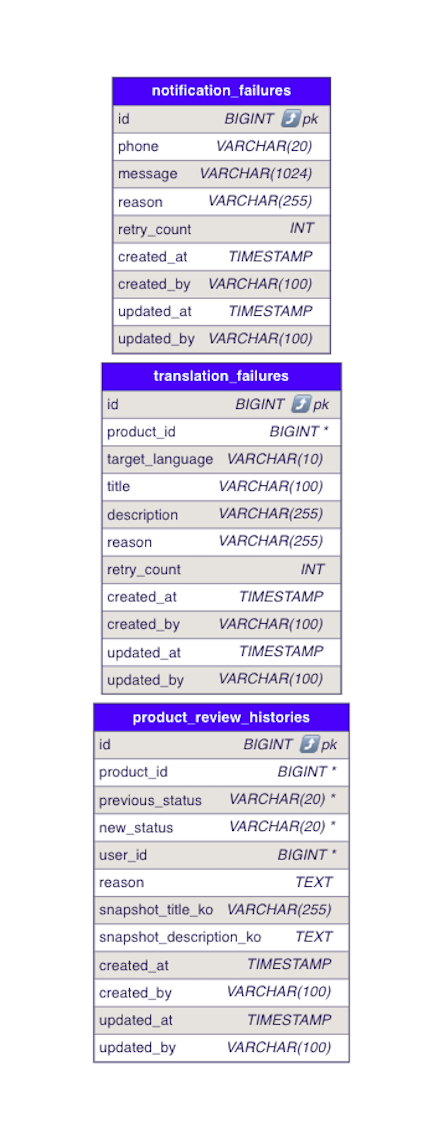 notification_failures
id BIGINT ⤴ pk
phone VARCHAR(20)
message VARCHAR(1024)
reason VARCHAR(255)
retry_count INT
created_at TIMESTAMP
created_by VARCHAR(100)
updated_at TIMESTAMP
updated_by VARCHAR(100)
translation_failures
id BIGINT ⤴ pk
product_id BIGINT *
target_language VARCHAR(10)
title VARCHAR(100)
description VARCHAR(255)
reason VARCHAR(255)
retry_count INT
created_at TIMESTAMP
created_by VARCHAR(100)
updated_at TIMESTAMP
updated_by VARCHAR(100)
product_review_histories
id BIGINT ⤴ pk
product_id BIGINT *
previous_status VARCHAR(20) *
new_status VARCHAR(20) *
user_id BIGINT *
reason TEXT
snapshot_title_ko VARCHAR(255)
snapshot_description_ko TEXT
created_at TIMESTAMP
created_by VARCHAR(100)
updated_at TIMESTAMP
updated_by VARCHAR(100)